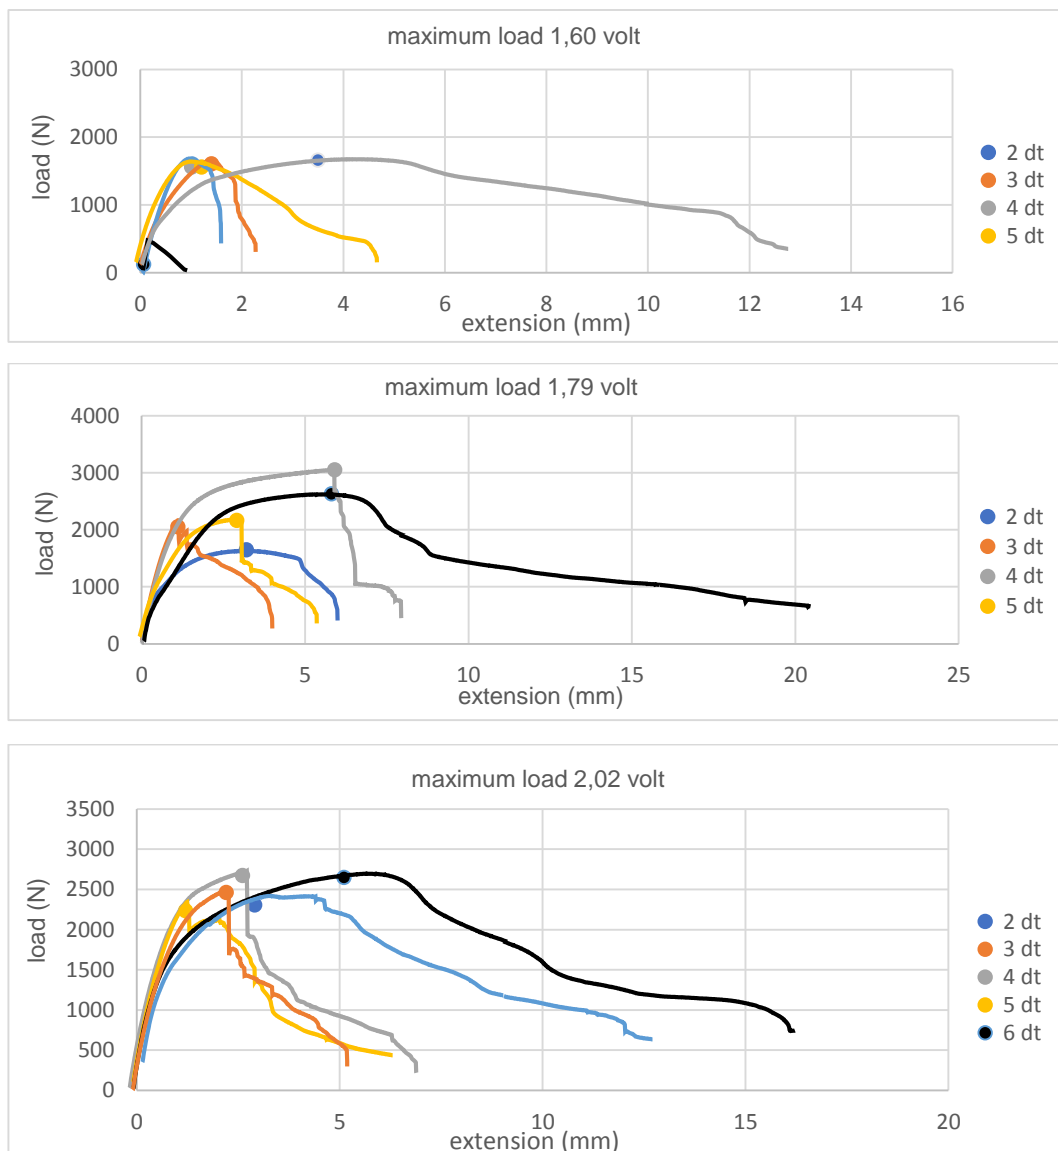 maximum load 1,60 volt
3000
2000
1000
0
load (N)
0 2 4 6 8 10 12 14 16
extension (mm)
2 dt
3 dt
4 dt
5 dt
maximum load 1,79 volt
4000
3000
2000
1000
0
load (N)
0 5 10 15 20 25
extension (mm)
2 dt
3 dt
4 dt
5 dt
maximum load 2,02 volt
3500
3000
2500
2000
1500
1000
500
0
load (N)
0 5 10 15 20
extension (mm)
2 dt
3 dt
4 dt
5 dt
6 dt